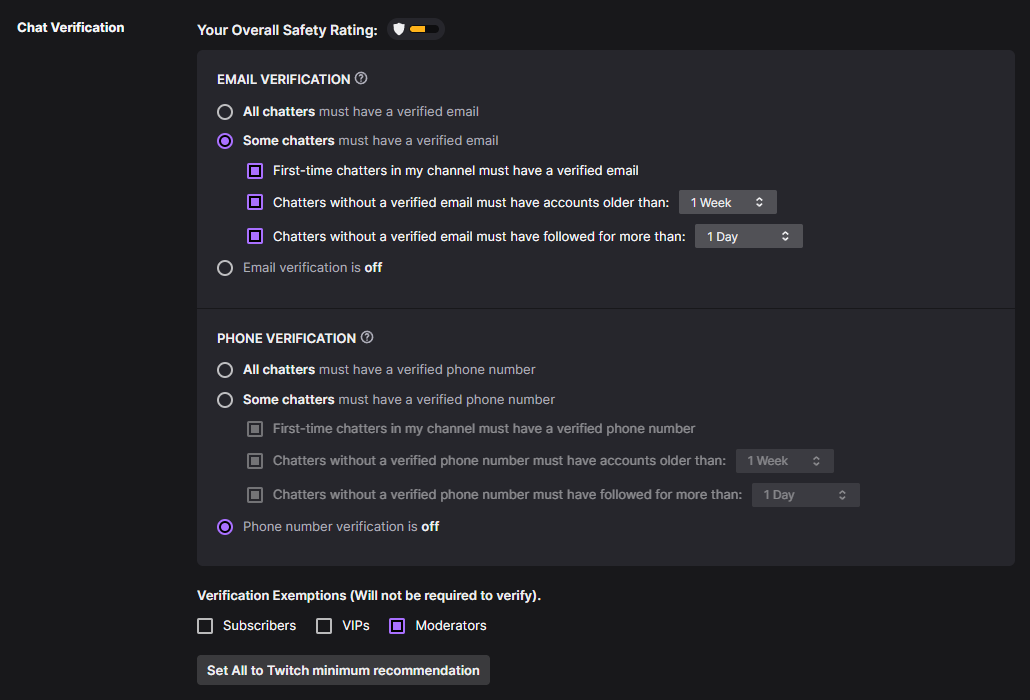 Chat Verification
Your Overall Safety Rating:
EMAIL VERIFICATION
All chatters must have a verified email
Some chatters must have a verified email
First-time chatters in my channel must have a verified email
Chatters without a verified email must have accounts older than: 1 Week
Chatters without a verified email must have followed for more than: 1 Day
Email verification is off
PHONE VERIFICATION
All chatters must have a verified phone number
Some chatters must have a verified phone number
First-time chatters in my channel must have a verified phone number
Chatters without a verified phone number must have accounts older than: 1 Week
Chatters without a verified phone number must have followed for more than: 1 Day
Phone number verification is off
Verification Exemptions (Will not be required to verify).
Subscribers VIPs Moderators
Set All to Twitch minimum recommendation